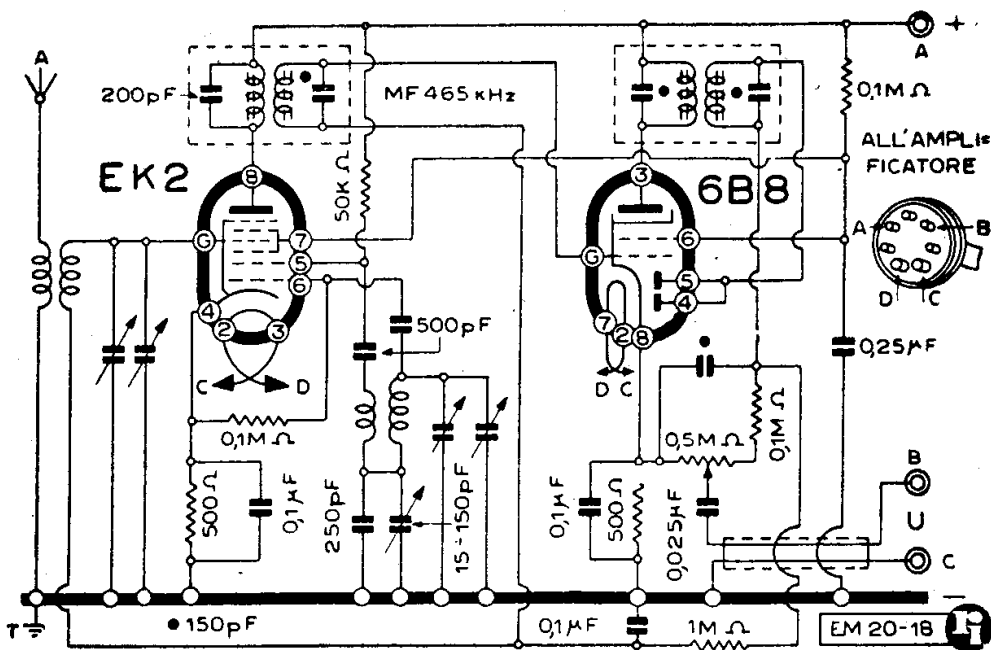 A
200pF
MF 465 KHz
A
+
0,1MΩ
ALL'AMPLI=
FICATORE
EK2
8
50KΩ
3
6B8
A
B
D
C
G
7
5
6
4
2
3
G
6
5
4
7
2
8
C
D
500pF
D C
0,25µF
0,1MΩ
0,5MΩ
0,1MΩ
500Ω
0,1µF
250pF
15-150pF
0,1µF
500Ω
0,025µF
B
U
C
T
• 150pF
0,1µF
1MΩ
−
EM 20-18
ri